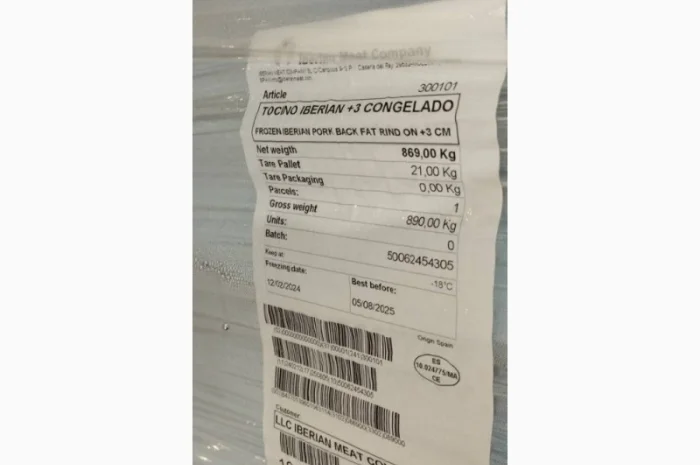 Iberian Meat Company
Article 300101
TOCINO IBERIAN +3 CONGELADO
FROZEN IBERIAN PORK BACK FAT RIND ON +3 CM
Net weigth 869,00 Kg
Tare Pallet 21,00 Kg
Tare Packaging 0,00 Kg
Parcels: 1
Gross weight 890,00 Kg
Units: 0
Batch: 50062454305
Keep at: -18°C
Freezing date: Best before:
12/02/2024 05/08/2025
Origin Spain
ES
10.024775/MA
CE
Customer
LLC IBERIAN MEAT